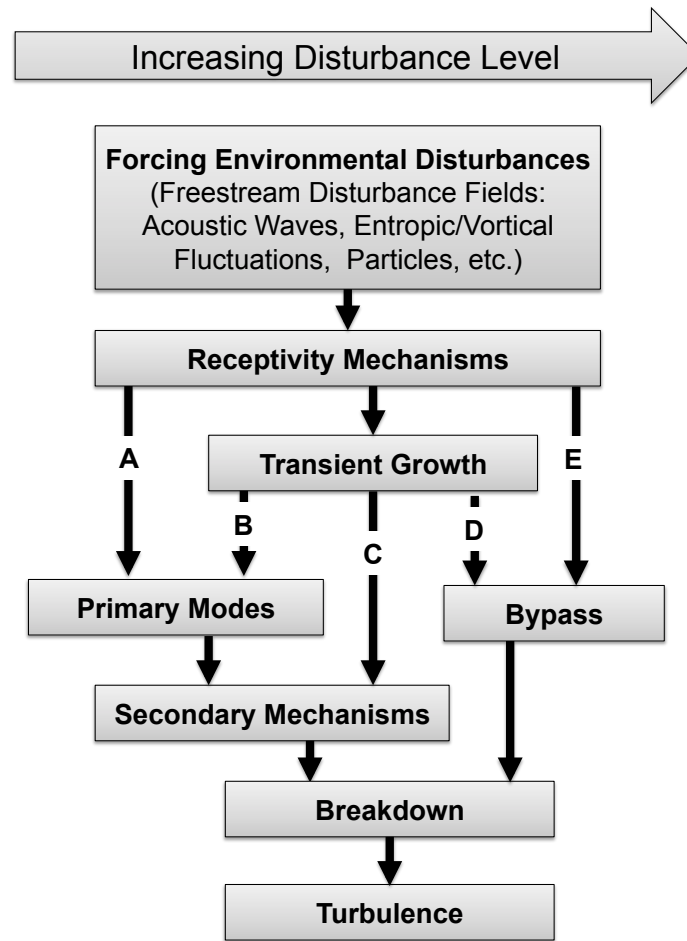 Increasing Disturbance Level
Forcing Environmental Disturbances
(Freestream Disturbance Fields:
Acoustic Waves, Entropic/Vortical
Fluctuations, Particles, etc.)
Receptivity Mechanisms
A
E
Transient Growth
B
D
C
Primary Modes
Bypass
Secondary Mechanisms
Breakdown
Turbulence